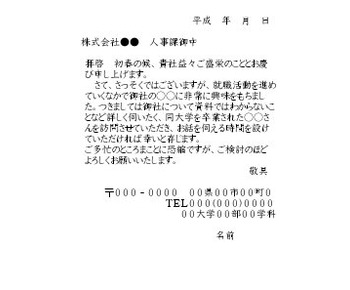 平成　年　月　日
株式会社●●　人事課御中
拝啓　初春の候、貴社益々ご盛栄のこととお慶
び申し上げます。
さて、さっそくではございますが、就職活動を進め
ていくなかで御社の○○に非常に興味をもちまし
た。つきましては御社について資料ではわからないこ
となど詳しく伺いたく、同大学を卒業された○○さ
んを訪問させていただき、お話を伺える時間を設け
ていただければ幸いと存じます。
ご多忙のところまことに恐縮ですが、ご検討のほど
よろしくお願いいたします。
敬具
〒000-0000　00県00市00町0
TEL000(000)0000
00大学00部00学科
名前